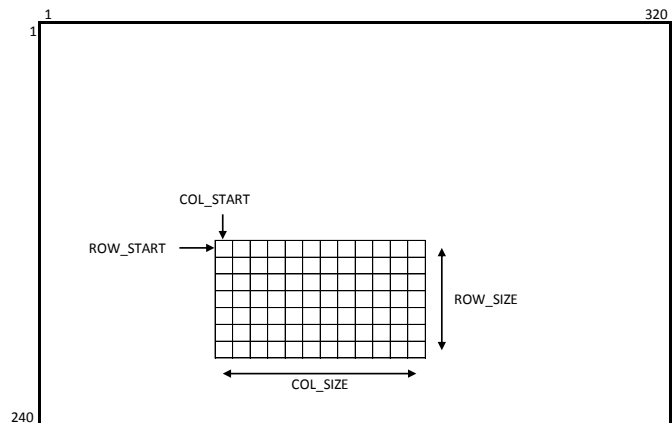 1
320
1
COL_START
ROW_START
ROW_SIZE
COL_SIZE
240